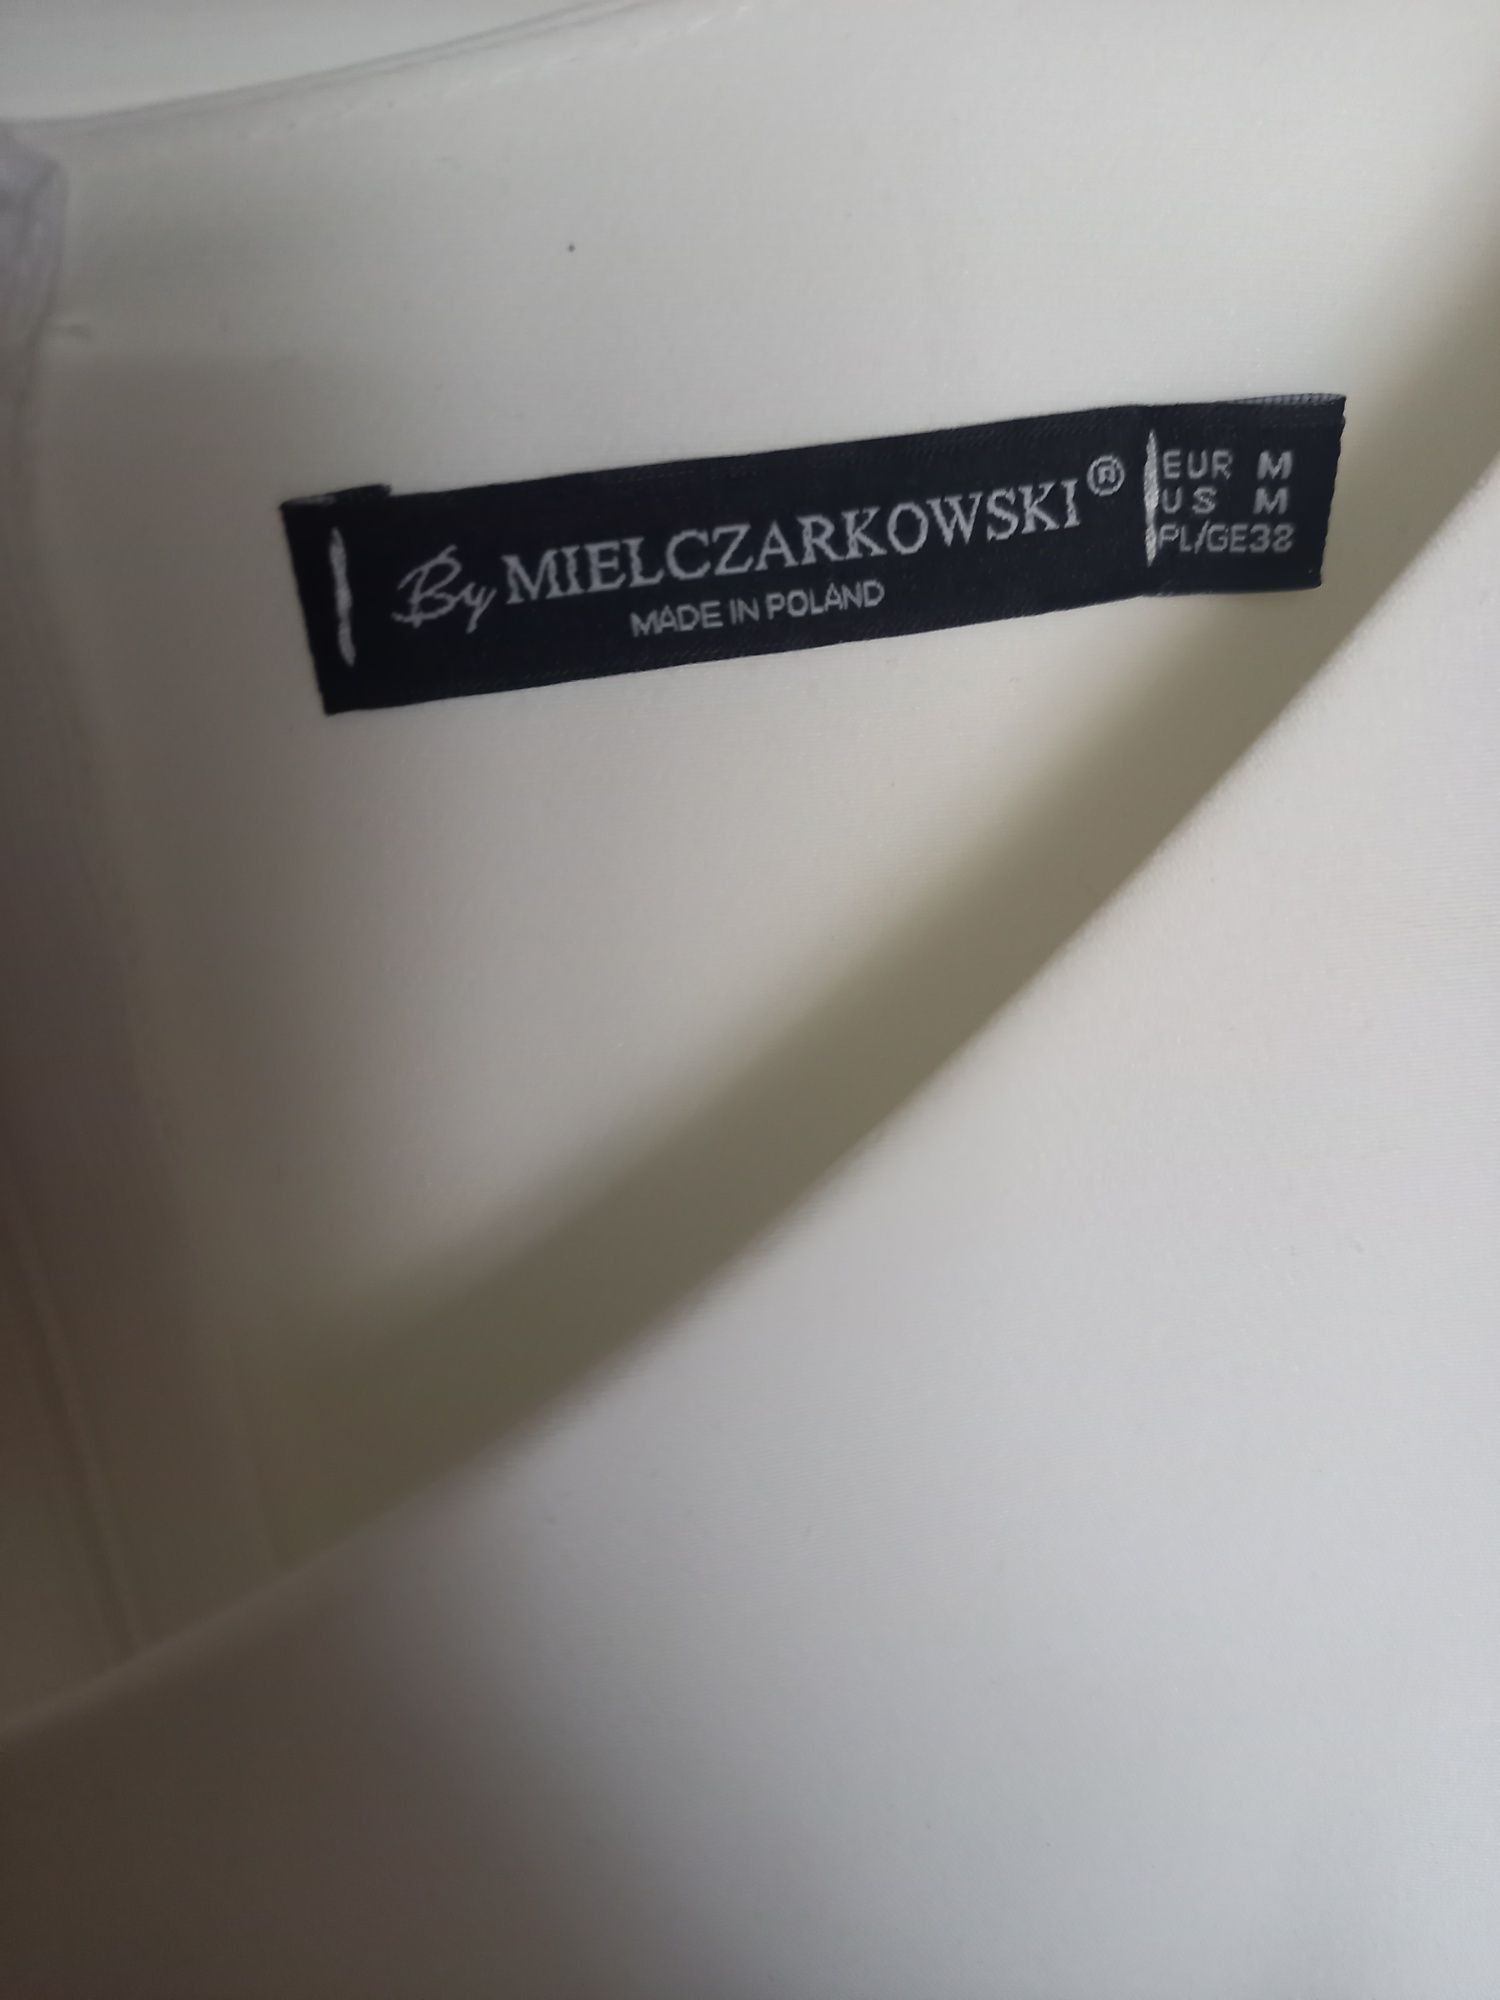 By MIELCZARKOWSKI®
MADE IN POLAND
EUR M
US M
PL/GE38